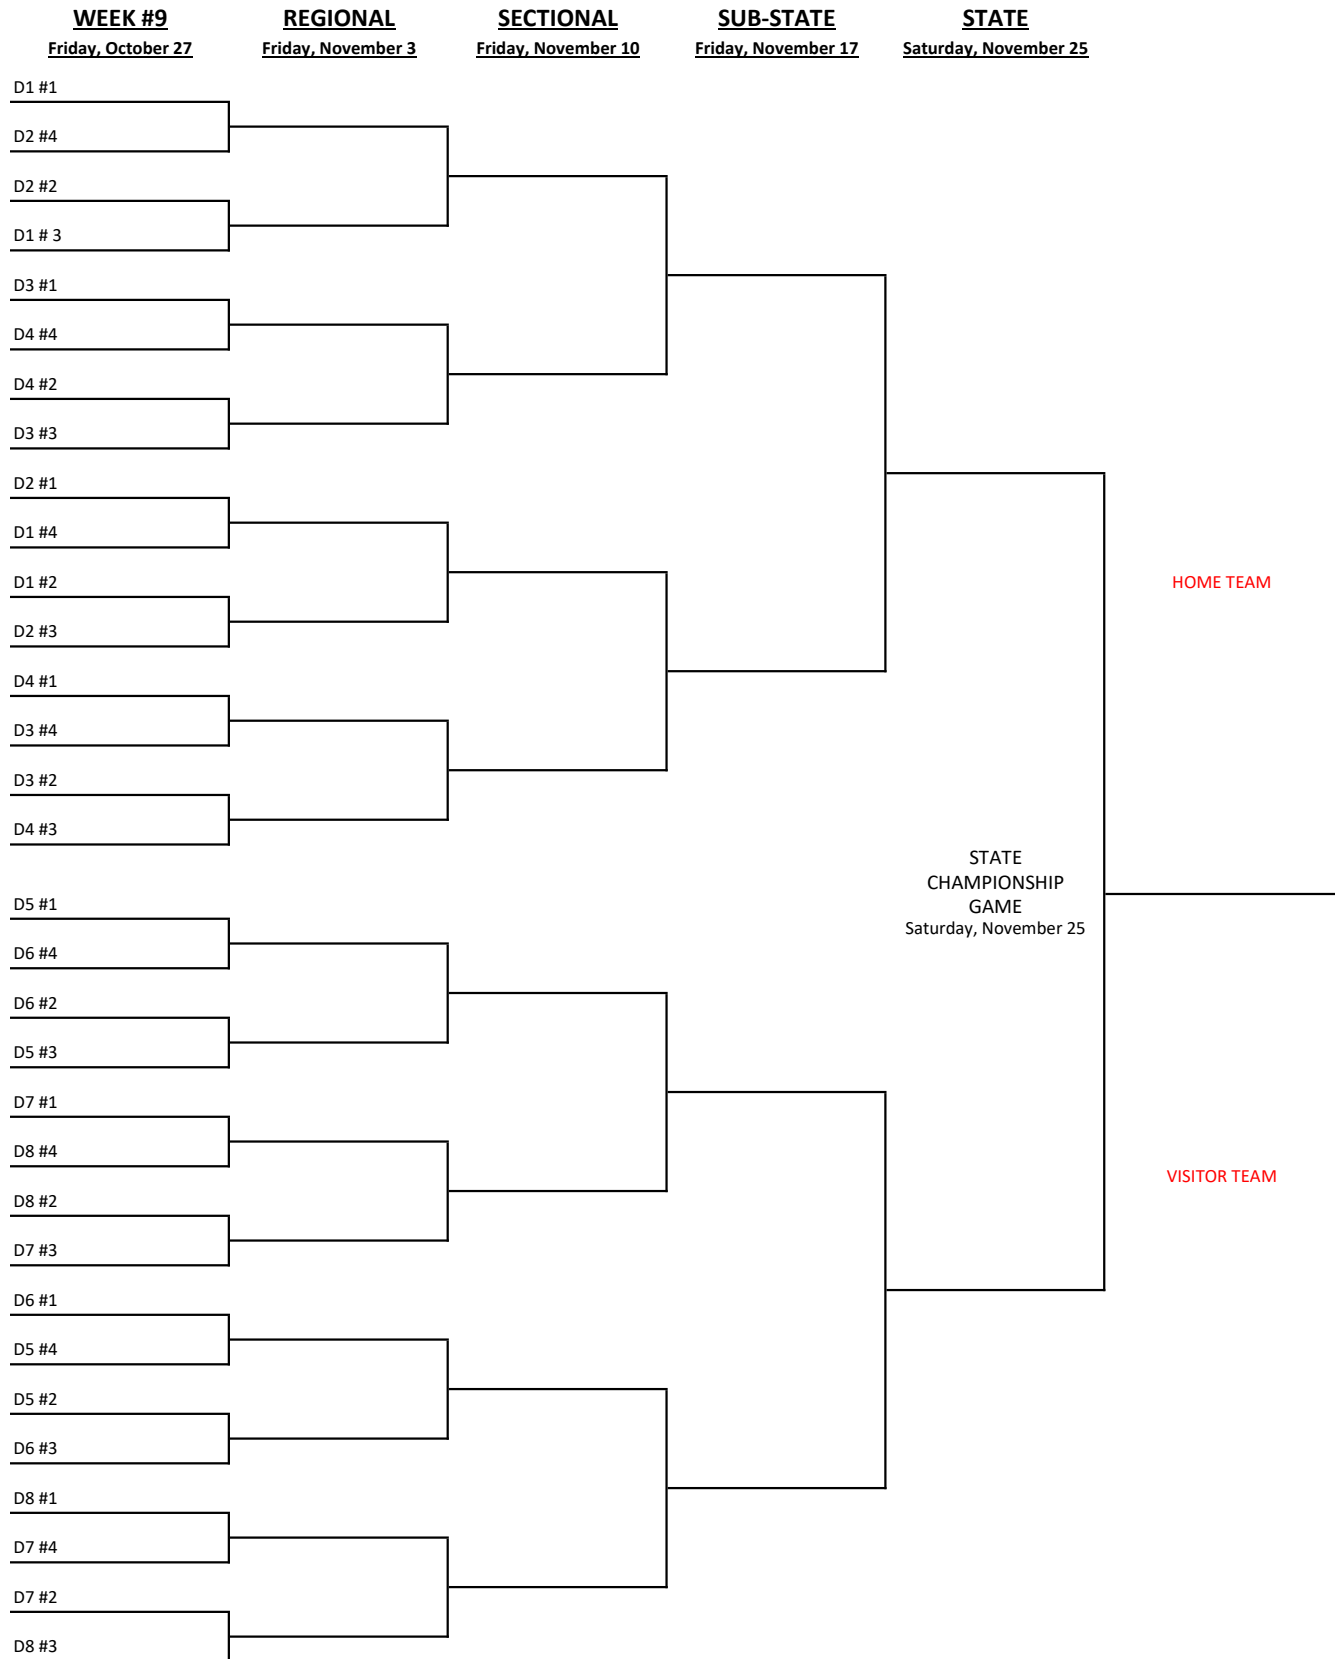 WEEK #9 REGIONAL SECTIONAL SUB-STATE STATE
Friday, October 27 Friday, November 3 Friday, November 10 Friday, November 17 Saturday, November 25
D1 #1
D2 #4
D2 #2
D1 # 3
D3 #1
D4 #4
D4 #2
D3 #3
D2 #1
D1 #4
D1 #2
HOME TEAM
D2 #3
D4 #1
D3 #4
D3 #2
D4 #3
STATE
CHAMPIONSHIP
GAME
Saturday, November 25
D5 #1
D6 #4
D6 #2
D5 #3
D7 #1
D8 #4
VISITOR TEAM
D8 #2
D7 #3
D6 #1
D5 #4
D5 #2
D6 #3
D8 #1
D7 #4
D7 #2
D8 #3